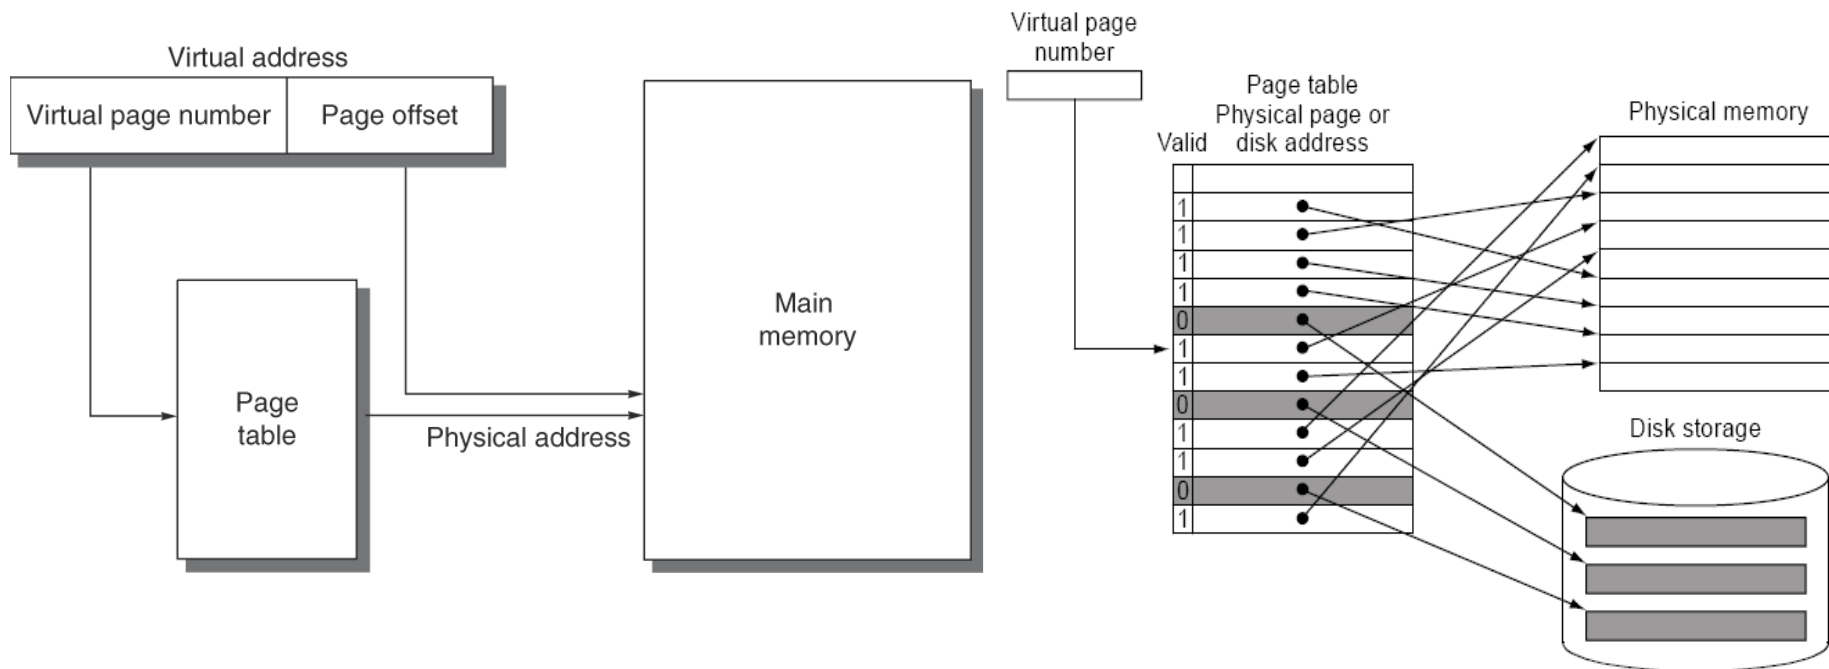 Virtual address
Virtual page number
Page offset
Page
table
Physical address
Main
memory
Virtual page
number
Page table
Physical page or
Valid disk address
1
1
1
1
0
1
1
0
1
1
0
1
Physical memory
Disk storage